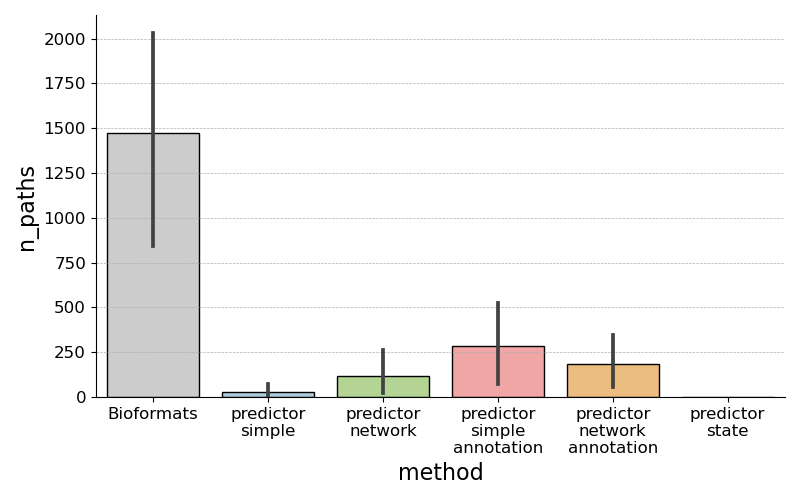 2000
1750
1500
1250
1000
750
500
250
0
n_paths
Bioformats
predictor
simple
predictor
network
predictor
simple
annotation
predictor
network
annotation
predictor
state
method